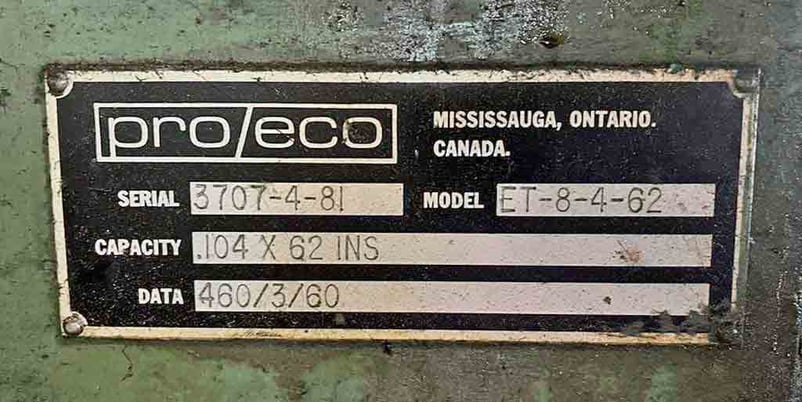 pro/eco
MISSISSAUGA, ONTARIO.
CANADA.
SERIAL 3707-4-81 MODEL ET-8-4-62
CAPACITY .104 X 62 INS
DATA 460/3/60